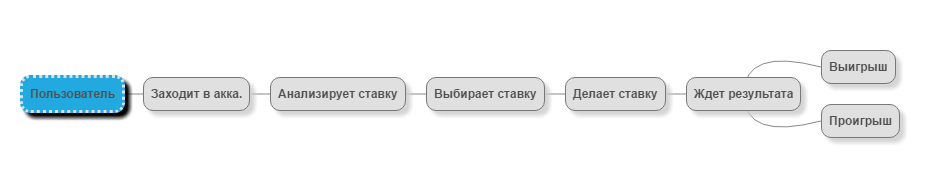 Пользователь
Заходит в акка.
Анализирует ставку
Выбирает ставку
Делает ставку
Ждет результата
Выигрыш
Проигрыш